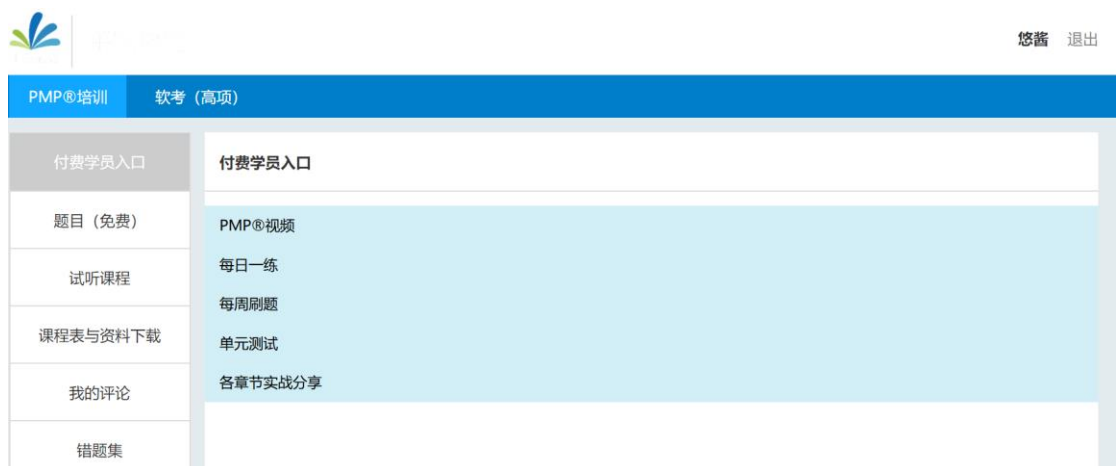 悠酱 退出
PMP®培训 软考（高项）
付费学员入口
题目（免费）
试听课程
课程表与资料下载
我的评论
错题集
付费学员入口
PMP®视频
每日一练
每周刷题
单元测试
各章节实战分享